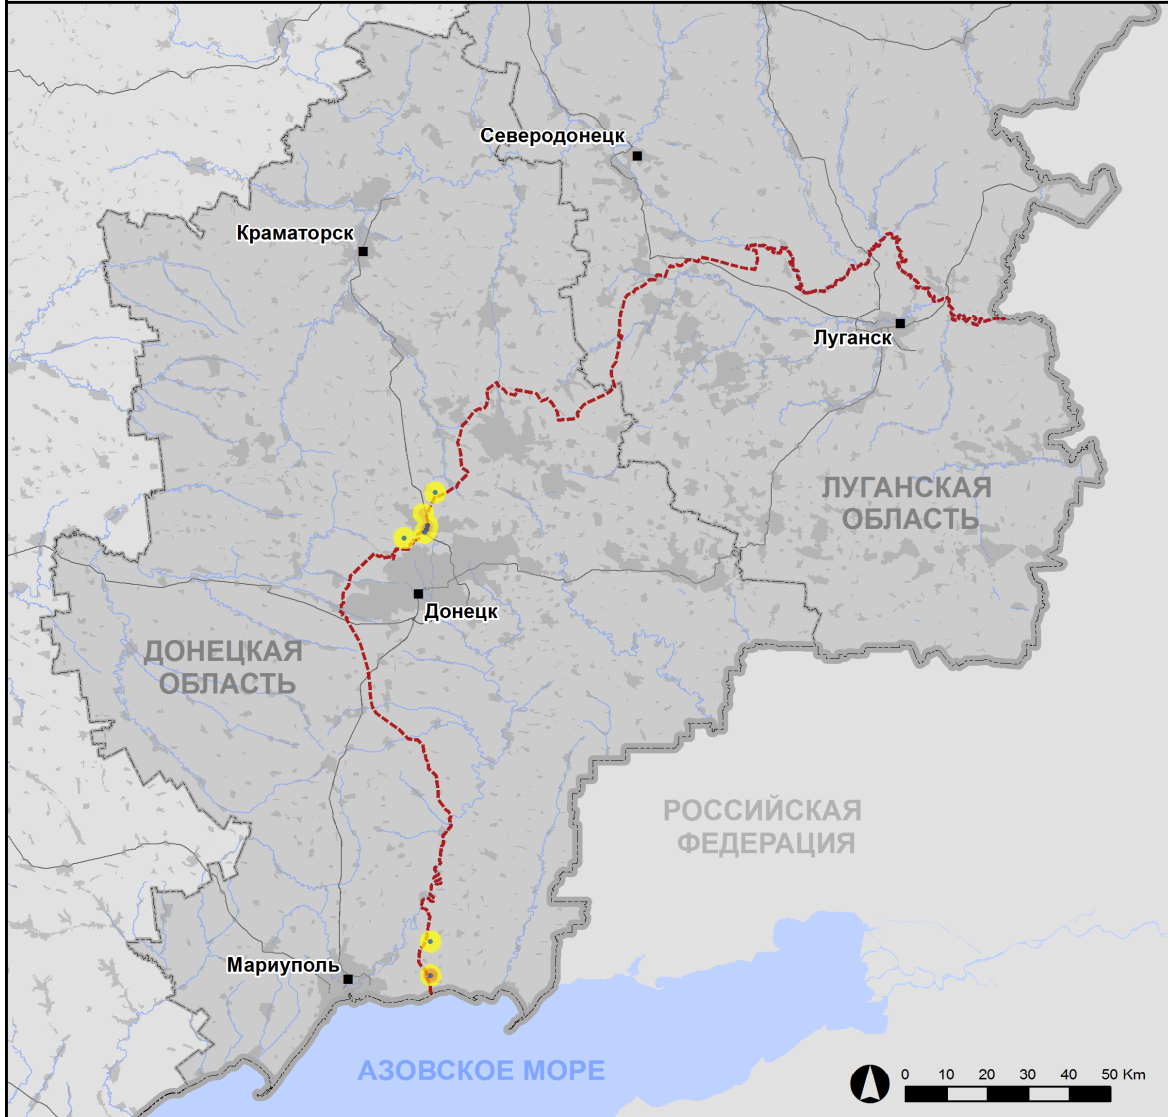 Северодонецк
Краматорск
Луганск
ЛУГАНСКАЯ
ОБЛАСТЬ
Донецк
ДОНЕЦКАЯ
ОБЛАСТЬ
РОССИЙСКАЯ
ФЕДЕРАЦИЯ
Мариуполь
АЗОВСКОЕ МОРЕ
0 10 20 30 40 50 Km